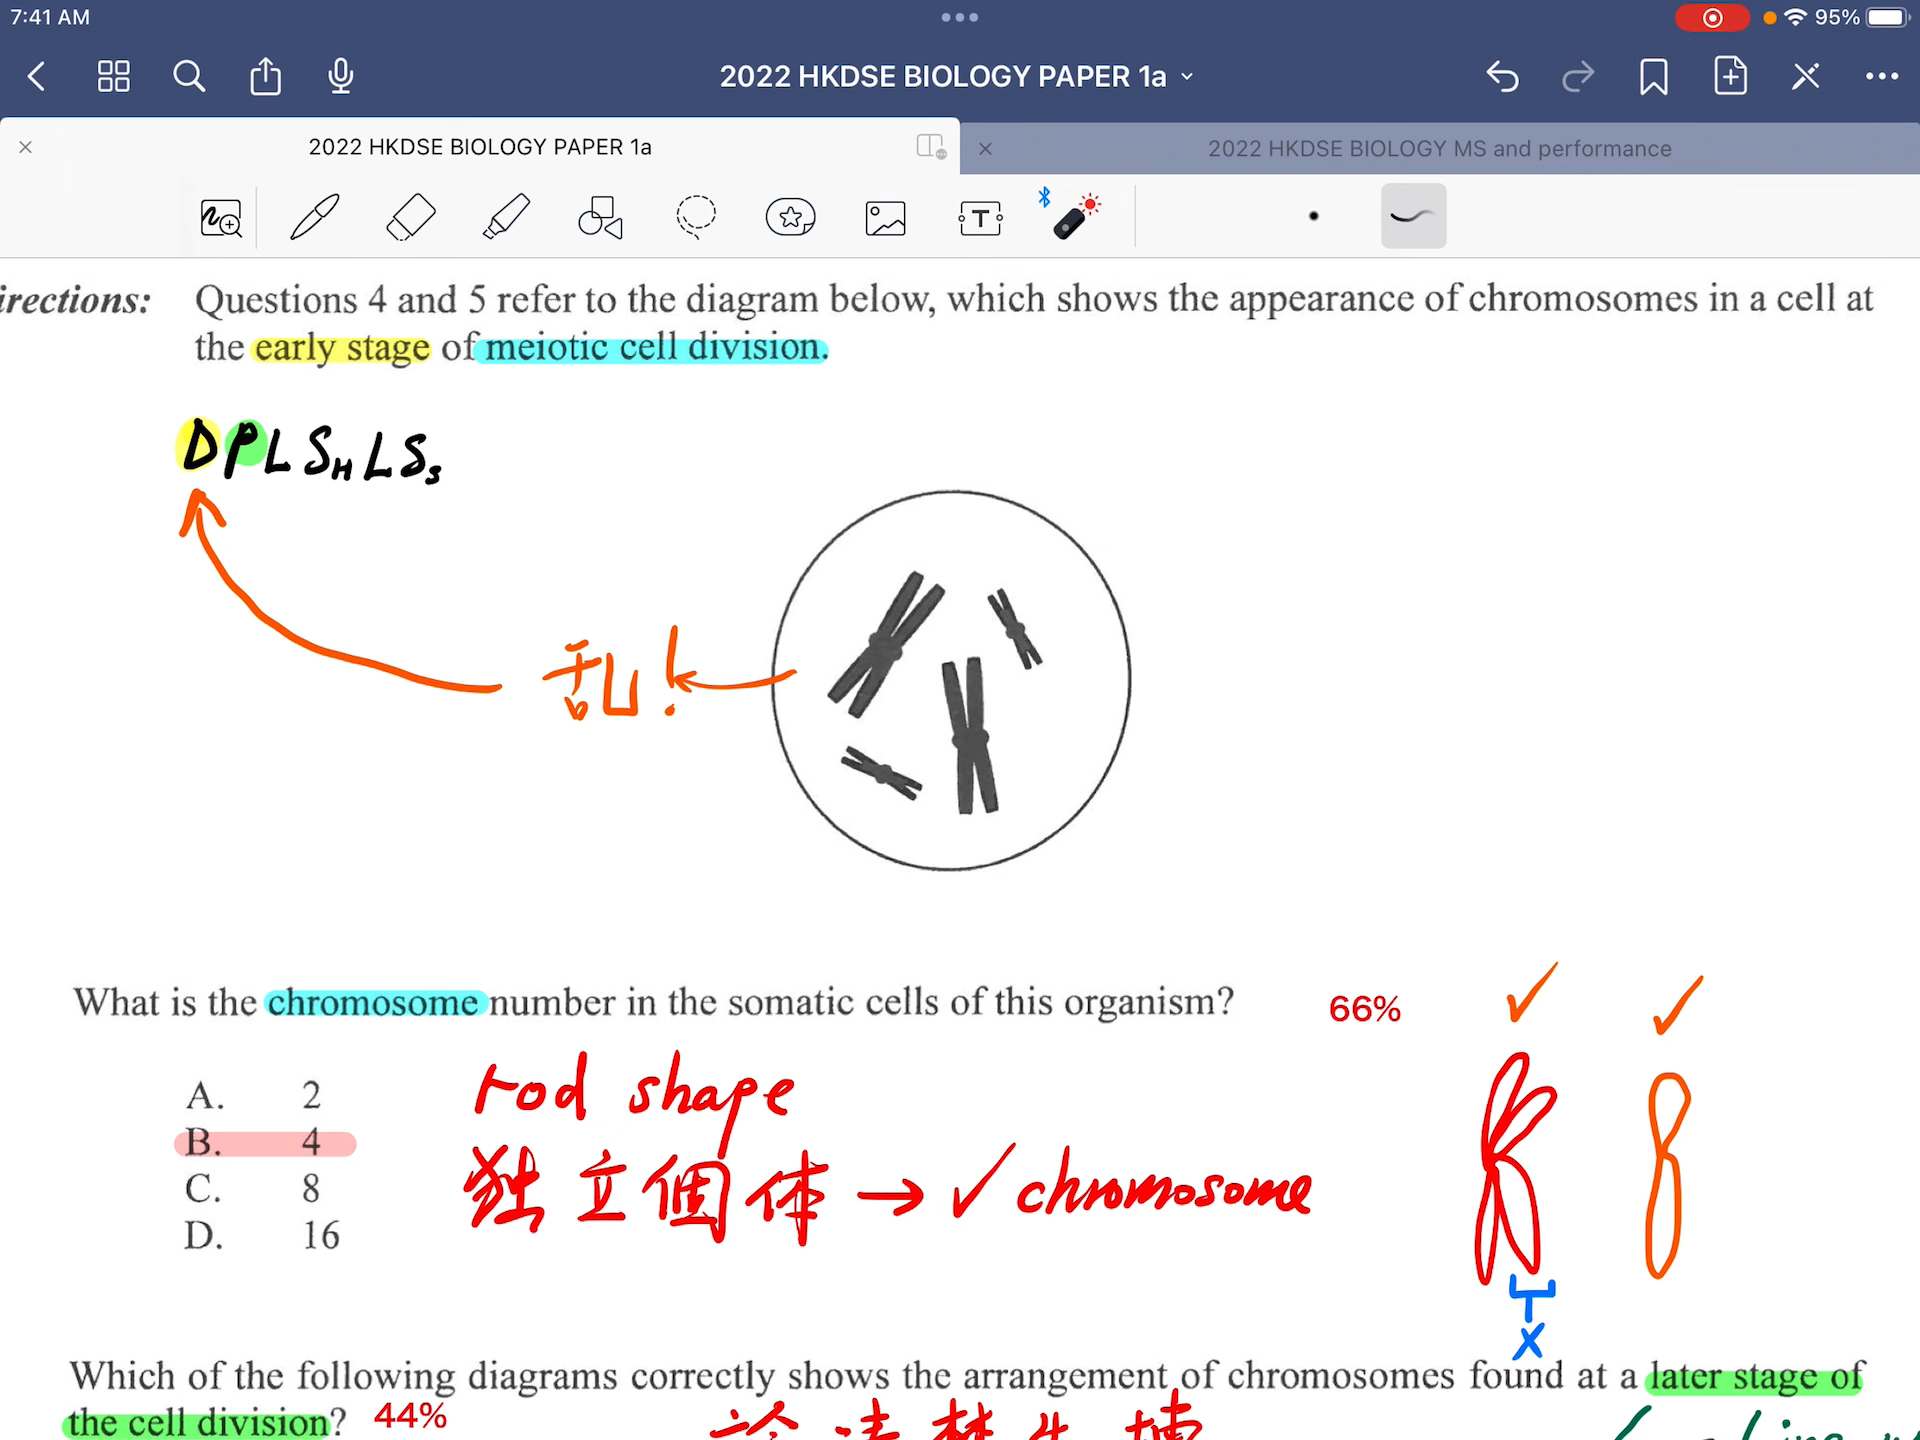 7:41 AM
95%
2022 HKDSE BIOLOGY PAPER 1a
2022 HKDSE BIOLOGY PAPER 1a
2022 HKDSE BIOLOGY MS and performance
T
irections: Questions 4 and 5 refer to the diagram below, which shows the appearance of chromosomes in a cell at
the early stage of meiotic cell division.
DPLSHLSs
乱!
What is the chromosome number in the somatic cells of this organism? 66%
A. 2
B. 4
C. 8
D. 16
rod shape
独立個体 → ✓ chromosome
X
Which of the following diagrams correctly shows the arrangement of chromosomes found at a later stage of
the cell division? 44%